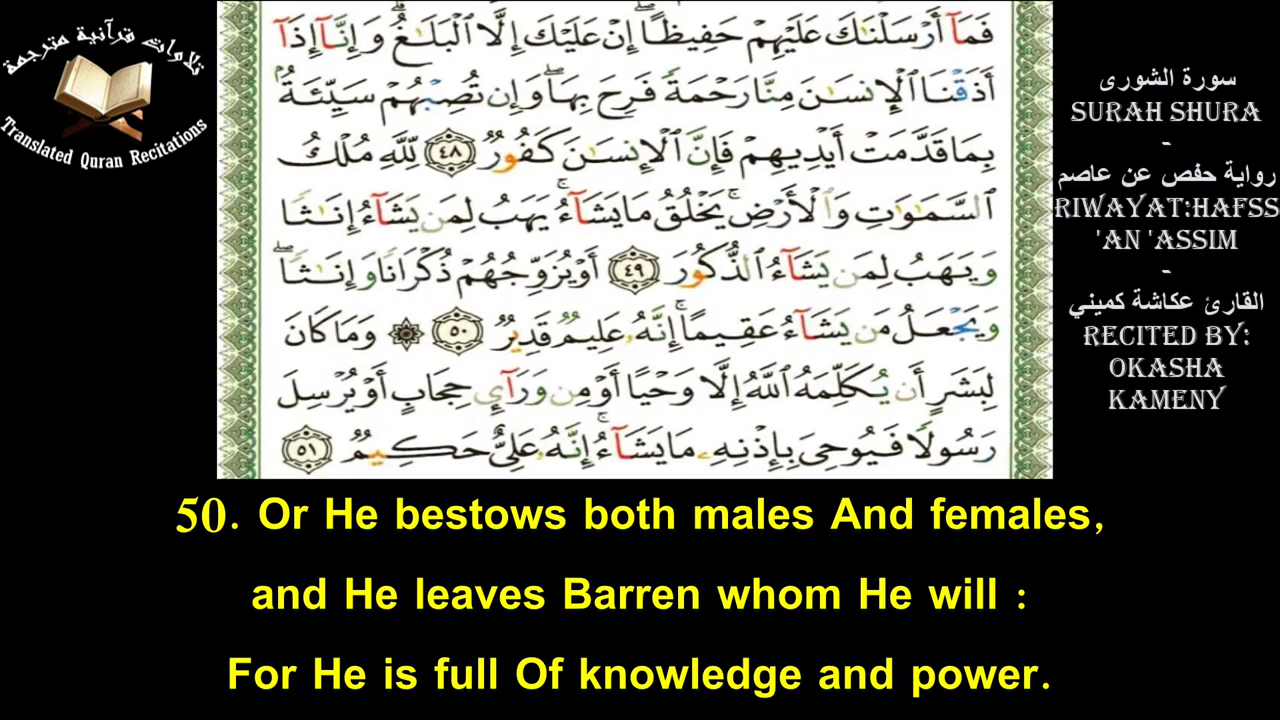 تلاوات قرآنية مترجمة
Translated Quran Recitations
فَمَآ أَرْسَلْنَٰكَ عَلَيْهِمْ حَفِيظًا ۖ إِنْ عَلَيْكَ إِلَّا ٱلْبَلَٰغُ ۗ وَإِنَّآ إِذَآ
أَذَقْنَا ٱلْإِنسَٰنَ مِنَّا رَحْمَةً فَرِحَ بِهَا ۖ وَإِن تُصِبْهُمْ سَيِّئَةٌۢ
بِمَا قَدَّمَتْ أَيْدِيهِمْ فَإِنَّ ٱلْإِنسَٰنَ كَفُورٌ ٤٨ لِّلَّهِ مُلْكُ
ٱلسَّمَٰوَٰتِ وَٱلْأَرْضِ ۚ يَخْلُقُ مَا يَشَآءُ ۚ يَهَبُ لِمَن يَشَآءُ إِنَٰثًا
وَيَهَبُ لِمَن يَشَآءُ ٱلذُّكُورَ ٤٩ أَوْ يُزَوِّجُهُمْ ذُكْرَانًا وَإِنَٰثًا ۖ
وَيَجْعَلُ مَن يَشَآءُ عَقِيمًا ۚ إِنَّهُۥ عَلِيمٌ قَدِيرٌ ٥٠ ۞ وَمَا كَانَ
لِبَشَرٍ أَن يُكَلِّمَهُ ٱللَّهُ إِلَّا وَحْيًا أَوْ مِن وَرَآئِ حِجَابٍ أَوْ يُرْسِلَ
رَسُولًا فَيُوحِىَ بِإِذْنِهِۦ مَا يَشَآءُ ۚ إِنَّهُۥ عَلِىٌّ حَكِيمٌ ٥١
سورة الشورى
SURAH SHURA
-
رواية حفص عن عاصم
RIWAYAT:HAFSS
'AN 'ASSIM
-
القارئ عكاشة كميني
RECITED BY:
OKASHA
KAMENY
50. Or He bestows both males And females,
and He leaves Barren whom He will :
For He is full Of knowledge and power.